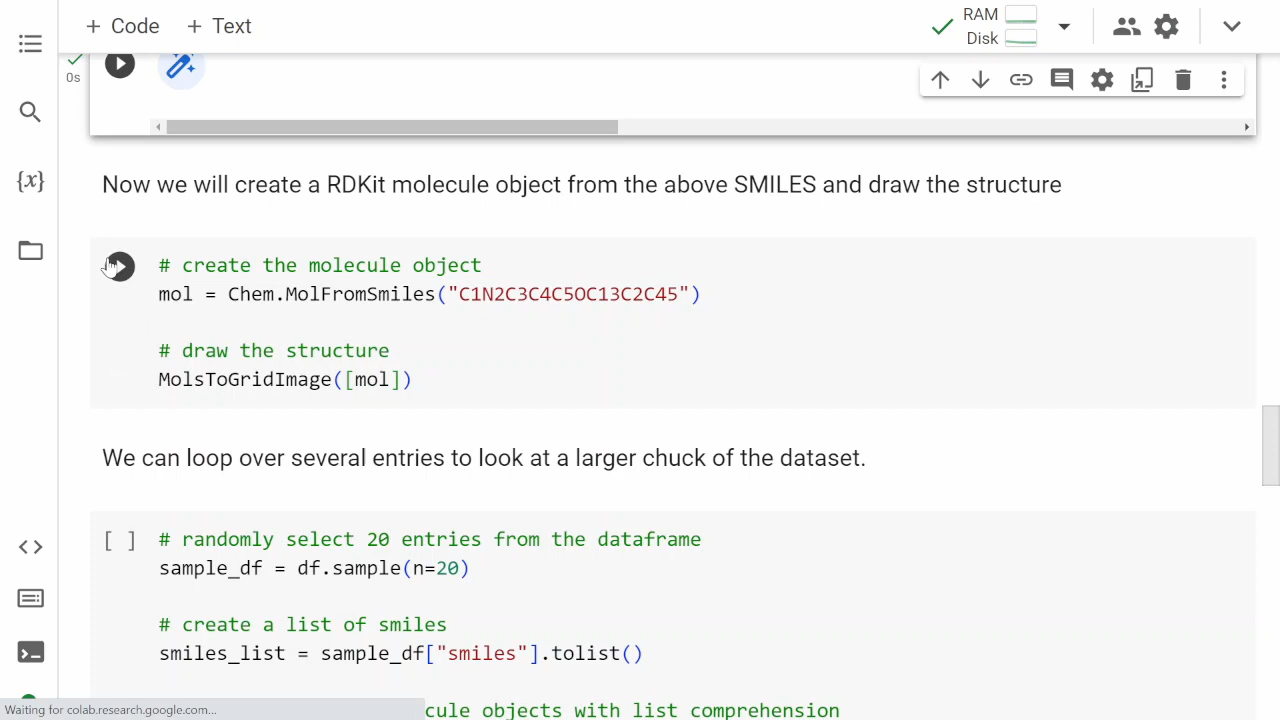 + Code + Text
RAM
Disk
0s
{x}
Now we will create a RDKit molecule object from the above SMILES and draw the structure
# create the molecule object
mol = Chem.MolFromSmiles("C1N2C3C4C5OC13C2C45")
# draw the structure
MolsToGridImage([mol])
We can loop over several entries to look at a larger chuck of the dataset.
[ ] # randomly select 20 entries from the dataframe
sample_df = df.sample(n=20)
# create a list of smiles
smiles_list = sample_df["smiles"].tolist()
Waiting for colab.research.google.com...
cule objects with list comprehension